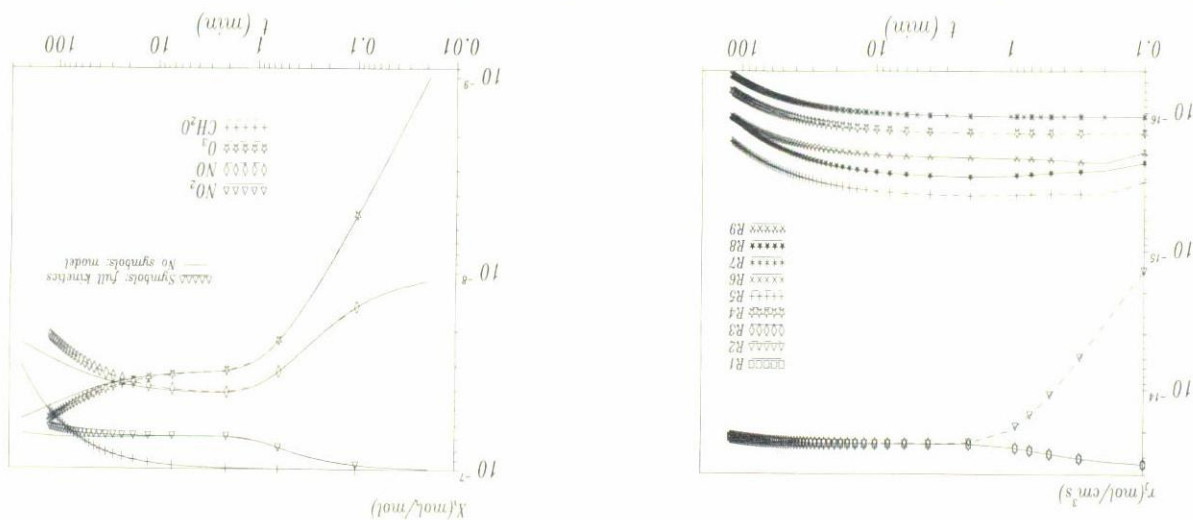 r_j(mol/cm³s)
10⁻¹⁴
R1
R2
R3
R4
R5
R6
R7
R8
R9
10⁻¹⁵
10⁻¹⁶
0.1 1 10 100
t (min)
X_i(mol/mol)
10⁻⁷
10⁻⁸
Symbols: full kinetics
No symbols: model
NO₂
NO
O₃
CH₂O
10⁻⁹
0.01 0.1 1 10 100
t (min)